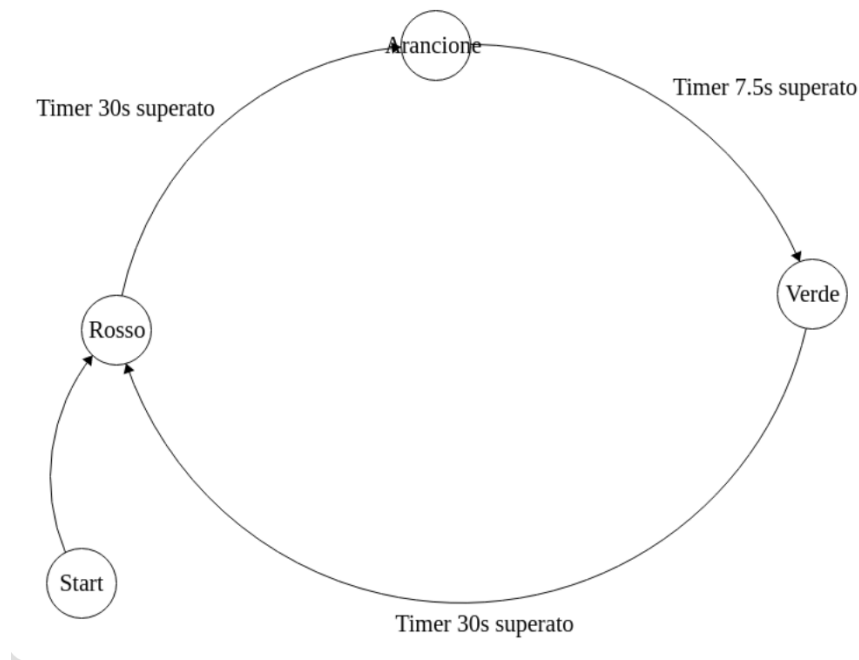 Arancione
Timer 7.5s superato
Timer 30s superato
Verde
Rosso
Start
Timer 30s superato